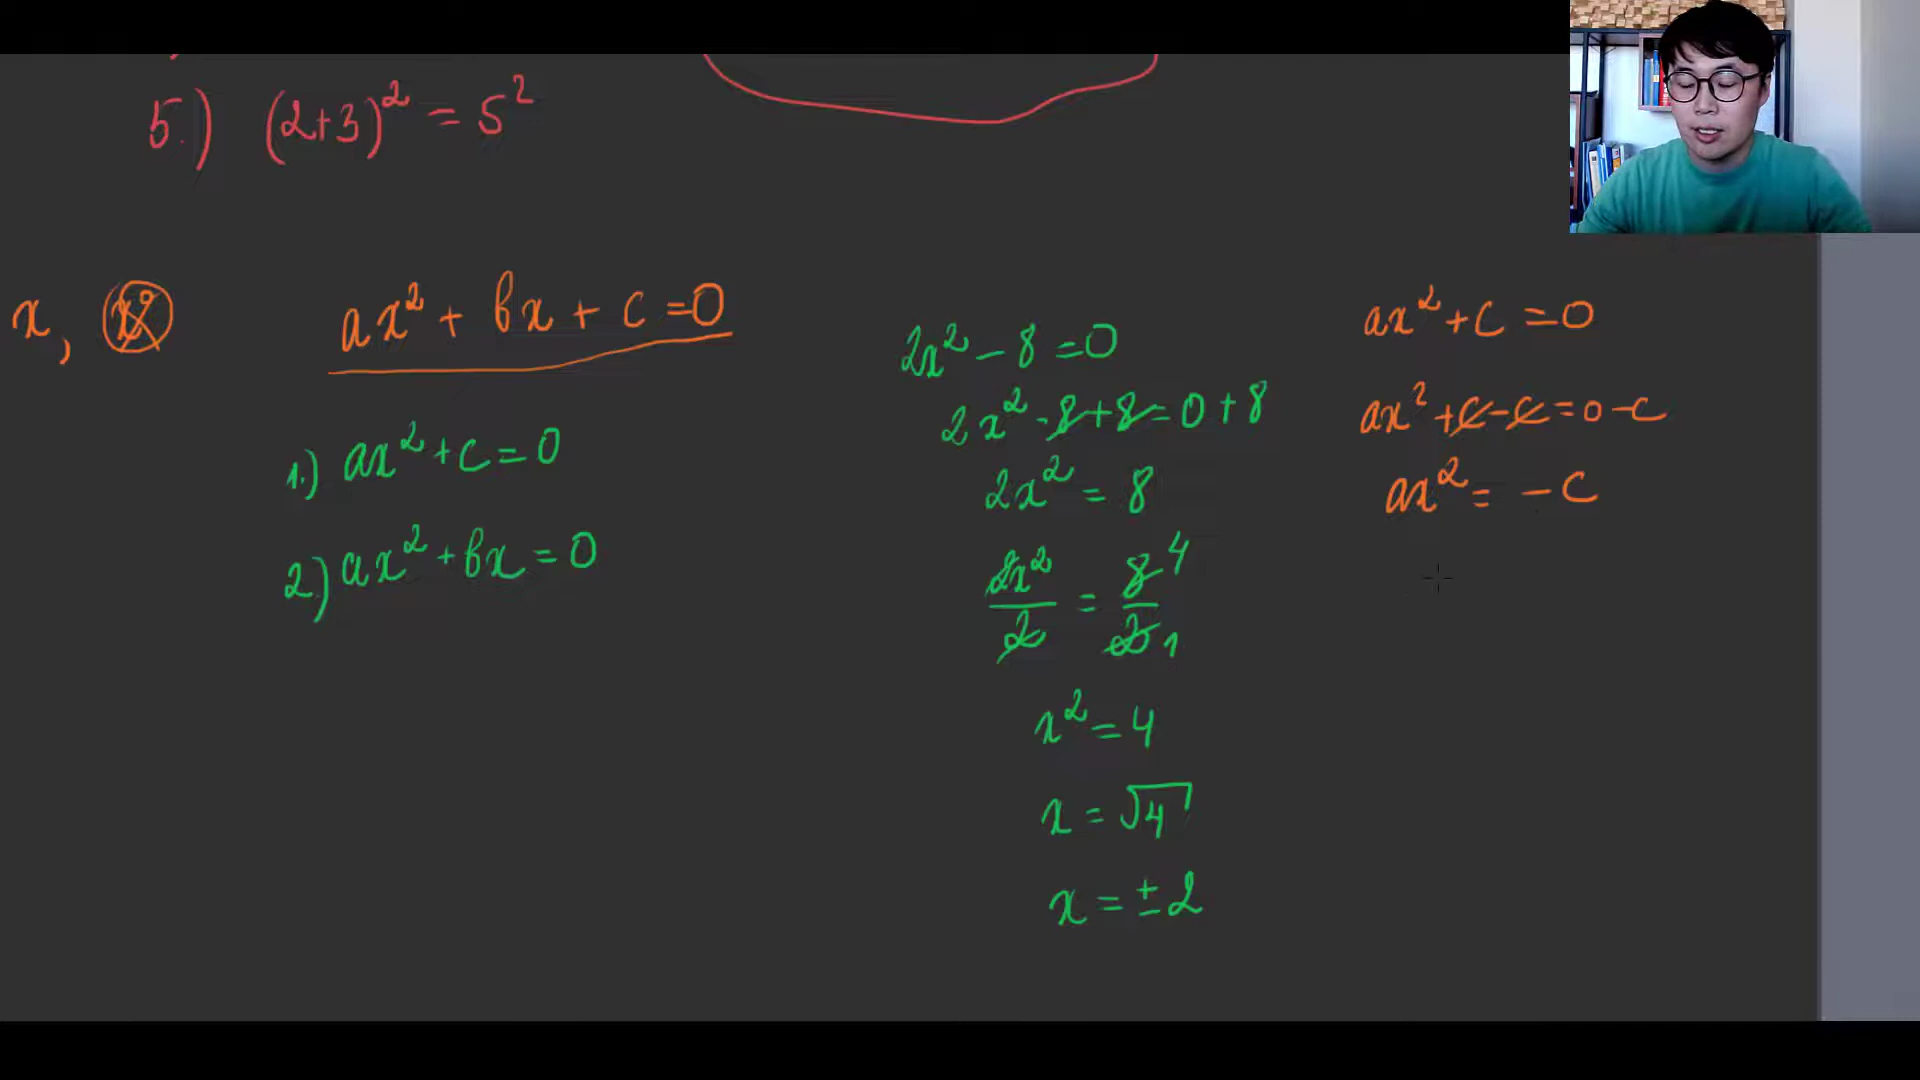 5.) (2+3)² = 5²
x,
ax² + bx + c = 0
1.) ax² + c = 0
2.) ax² + bx = 0
2x² - 8 = 0
2x² - 8 + 8 = 0 + 8
2x² = 8
2x²/2 = 8/2 4 1
x² = 4
x = √4
x = ±2
ax² + c = 0
ax² + c - c = 0 - c
ax² = -c